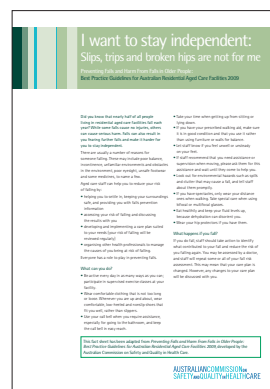 I want to stay independent:
Slips, trips and broken hips are not for me
Preventing Falls and Harm From Falls in Older People:
Best Practice Guidelines for Australian Residential Aged Care Facilities 2009
Did you know that nearly half of all people
living in residential aged care facilities fall each
year? While some falls cause no injuries, others
can cause serious harm. Falls can also result in
you fearing further falls and make it harder for
you to stay independent.
There are usually a number of reasons for
someone falling. These may include poor balance,
incontinence, unfamiliar environments and obstacles
in the environment, poor eyesight, unsafe footwear
and some medicines, to name a few.
Aged care staff can help you to reduce your risk
of falling by:
• helping you to settle in, keeping your surroundings
safe, and providing you with falls prevention
information
• assessing your risk of falling and discussing
the results with you
• developing and implementing a care plan suited
to your needs (your risk of falling will be
reviewed regularly)
• organising other health professionals to manage
the causes of you being at risk of falling.
Everyone has a role to play in preventing falls.
What can you do?
• Be active every day in as many ways as you can;
participate in supervised exercise classes at your
facility.
• Wear comfortable clothing that is not too long
or loose. Whenever you are up and about, wear
comfortable, low-heeled and nonslip shoes that
fit you well, rather than slippers.
• Use your call bell when you require assistance,
especially for going to the bathroom, and keep
the call bell in easy reach.
• Take your time when getting up from sitting or
lying down.
• If you have your prescribed walking aid, make sure
it is in good condition and that you use it rather
than using furniture or walls for balance.
• Let staff know if you feel unwell or unsteady
on your feet.
• If staff recommend that you need assistance or
supervision when moving, please ask them for this
assistance and wait until they come to help you.
• Look out for environmental hazards such as spills
and clutter that may cause a fall, and tell staff
about them promptly.
• If you have spectacles, only wear your distance
ones when walking. Take special care when using
bifocal or multifocal glasses.
• Eat healthily and keep your fluid levels up,
because dehydration can disorient you.
• Wear your hip protectors if you have them.
What happens if you fall?
If you do fall, staff should take action to identify
what contributed to your fall and reduce the risk of
you falling again. You may be assessed by a doctor,
and staff will repeat some or all of your fall risk
assessment. This may mean that your care plan is
changed. However, any changes to your care plan
will be discussed with you.
This fact sheet has been adapted from Preventing Falls and Harm From Falls in Older People:
Best Practice Guidelines for Australian Residential Aged Care Facilities 2009, developed by the
Australian Commission on Safety and Quality in Health Care.
AUSTRALIAN COMMISSION ON
SAFETY AND QUALITY IN HEALTH CARE